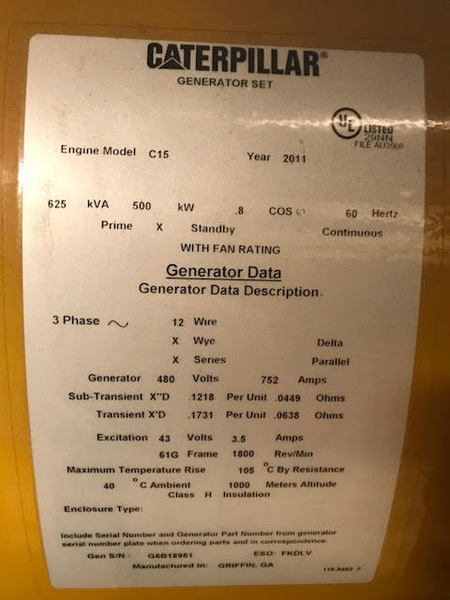 CATERPILLAR®
GENERATOR SET
UL LISTED
29NN
FILE AU3508
Engine Model C15 Year 2011
625 kVA 500 kW .8 COS 60 Hertz
Prime X Standby Continuous
WITH FAN RATING
Generator Data
Generator Data Description
3 Phase 12 Wire
X Wye Delta
X Series Parallel
Generator 480 Volts 752 Amps
Sub-Transient X"D .1218 Per Unit .0449 Ohms
Transient X'D .1731 Per Unit .0638 Ohms
Excitation 43 Volts 3.5 Amps
61G Frame 1800 Rev/Min
Maximum Temperature Rise 105 °C By Resistance
40 °C Ambient 1000 Meters Altitude
Class H Insulation
Enclosure Type:
Include Serial Number and Generator Part Number from generator
serial number plate when ordering parts and in correspondence
Gen S/N: G6B18951 ESO: FKDLV
Manufactured In: GRIFFIN, GA